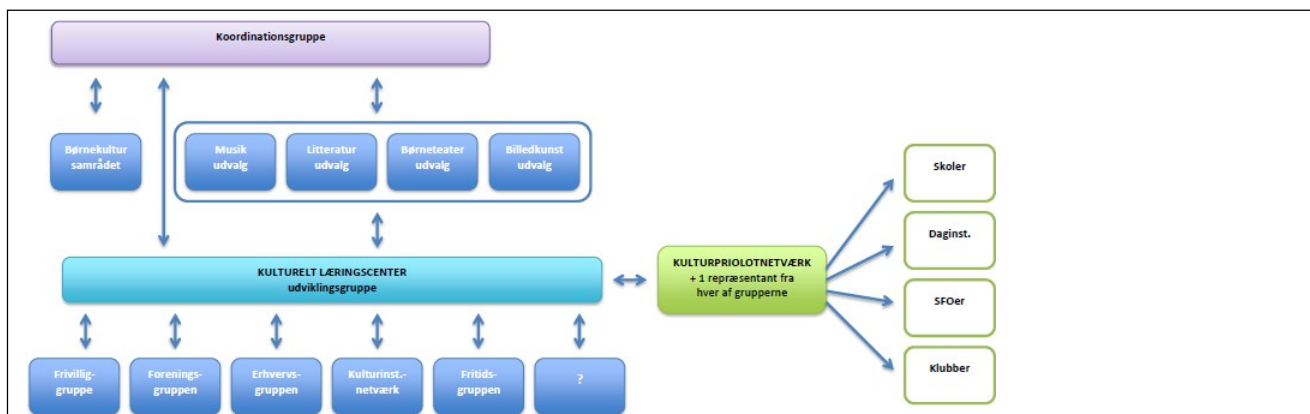 Koordinationsgruppe
Børnekultur
samrådet
Musik
udvalg
Litteratur
udvalg
Børneteater
udvalg
Billedkunst
udvalg
KULTURELT LÆRINGSCENTER
udviklingsgruppe
KULTURPRIOLOTNETVÆRK
+ 1 repræsentant fra
hver af grupperne
Skoler
Daginst.
SFOer
Klubber
Frivillig-
gruppe
Forenings-
gruppen
Erhvervs-
gruppen
Kulturinst.-
netværk
Fritids-
gruppen
?